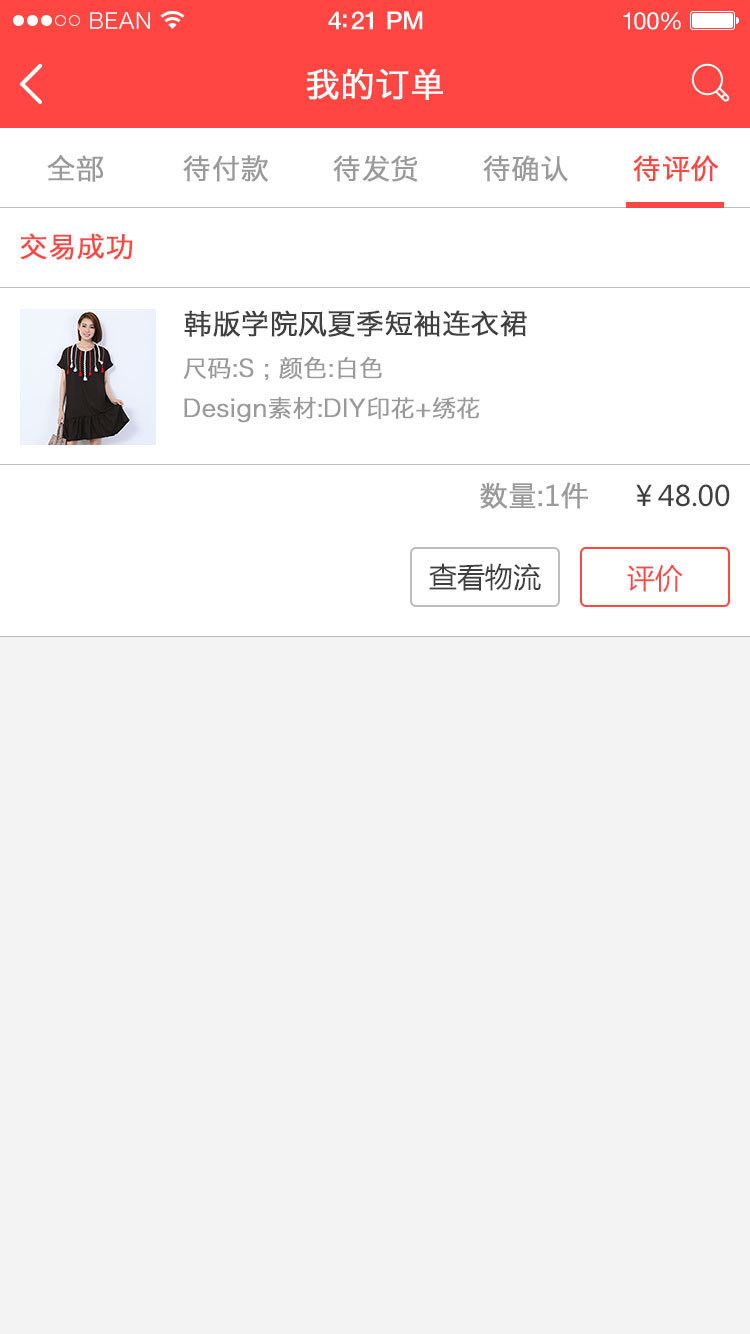 BEAN 4:21 PM 100%
我的订单
全部 待付款 待发货 待确认 待评价
交易成功
韩版学院风夏季短袖连衣裙
尺码:S；颜色:白色
Design素材:DIY印花+绣花
数量:1件 ￥48.00
查看物流 评价